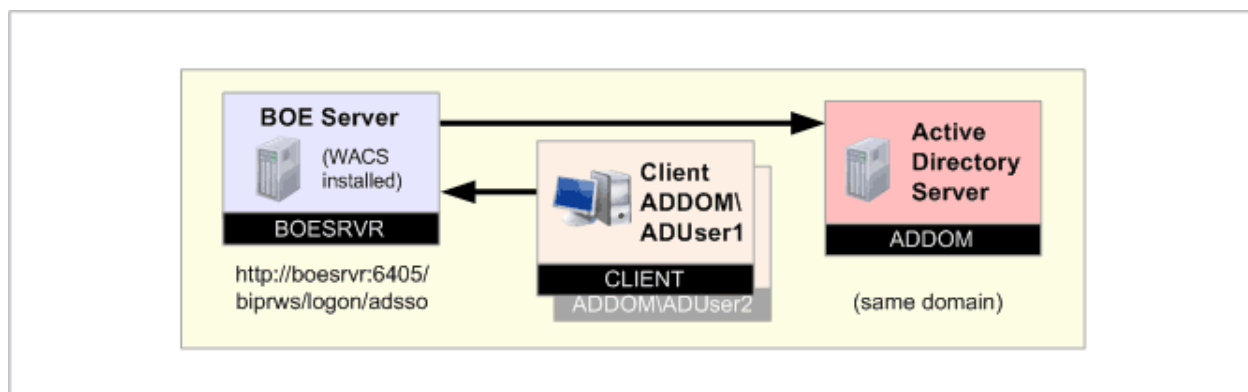 BOE Server
(WACS
installed)
BOESRVR
http://boesrvr:6405/
biprws/logon/adsso
Client
ADDOM\
ADUser1
CLIENT
ADDOM\ADUser2
Active
Directory
Server
ADDOM
(same domain)